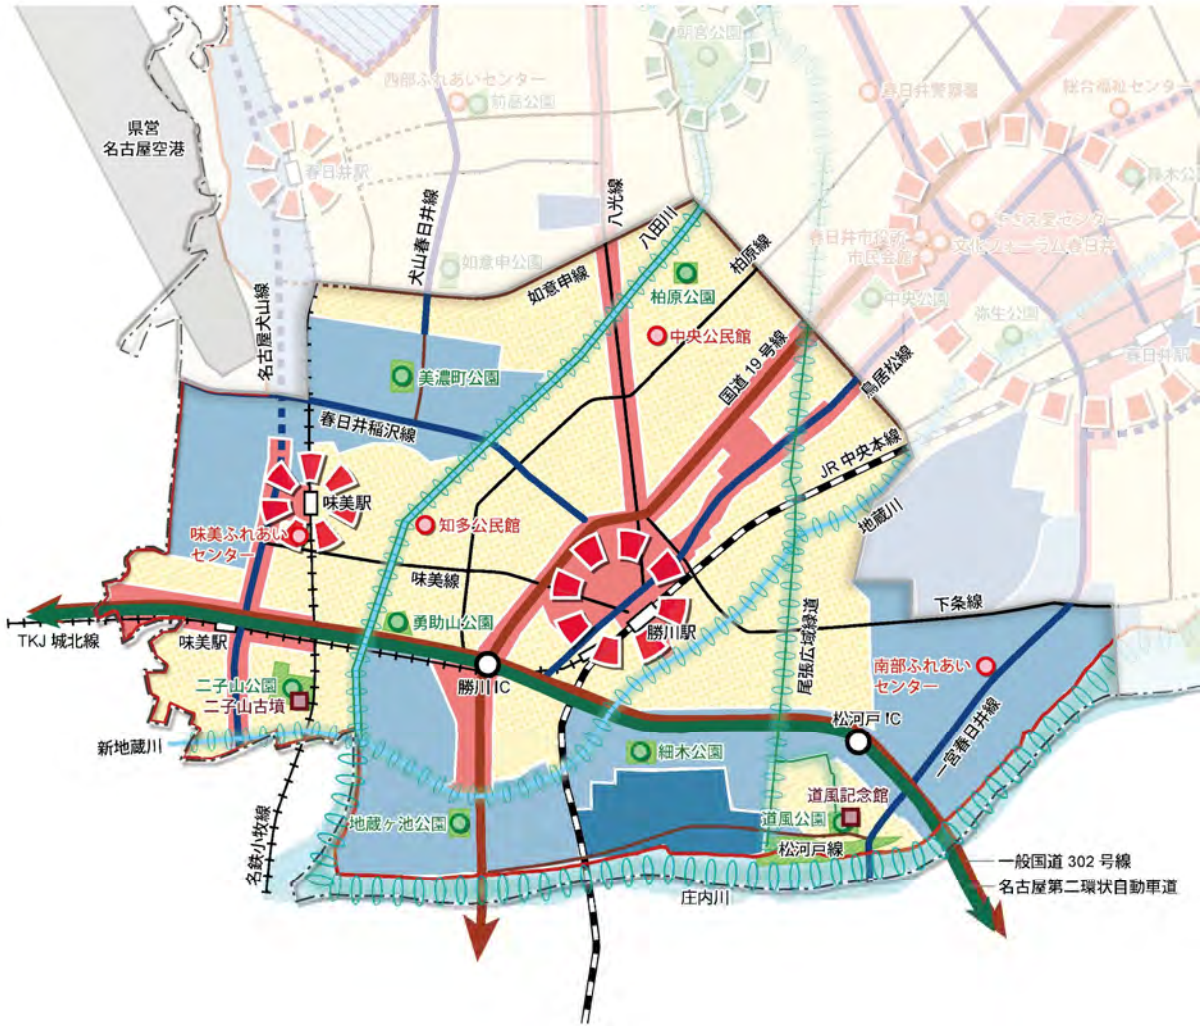 朝宮公園
西部ふれあいセンター
前高公園
春日井警察署
総合福祉センター
県営
名古屋空港
春日井駅
八光線
八田川
犬山春日井線
ささえ愛センター
春日井市役所
文化フォーラム春日井
市民会館
柏原線
如意申公園
如意申線
柏原公園
中央公園
弥生公園
名古屋犬山線
中央公民館
国道19号線
鳥居松線
春日井駅
美濃町公園
春日井稲沢線
JR中央本線
味美駅
知多公民館
地蔵川
味美ふれあい
センター
味美線
下条線
勇助山公園
尾張広域緑道
TKJ城北線
味美駅
勝川駅
南部ふれあい
センター
勝川IC
二子山公園
二子山古墳
松河戸IC
新地蔵川
細木公園
一宮春日井線
道風記念館
地蔵ヶ池公園
道風公園
名鉄小牧線
松河戸線
一般国道302号線
名古屋第二環状自動車道
庄内川